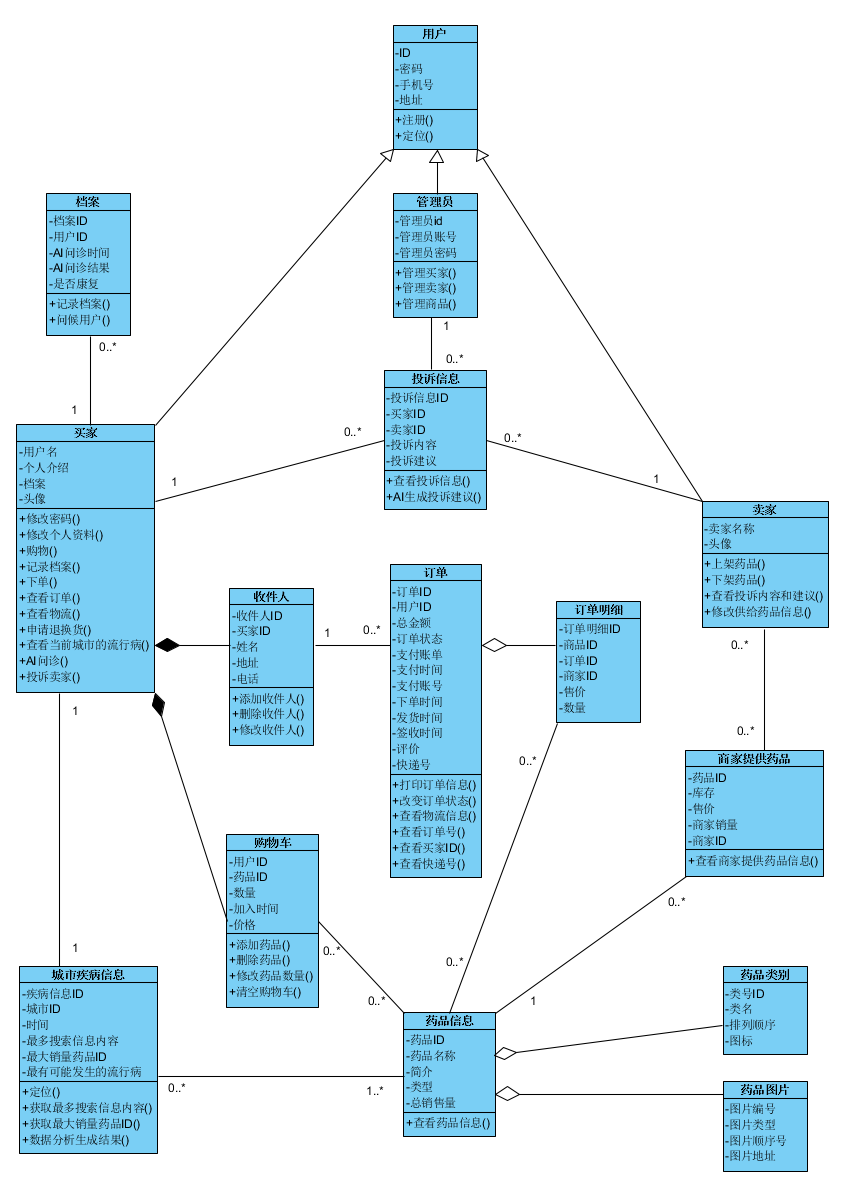 用户
-ID
-密码
-手机号
-地址
+注册()
+定位()
档案
-档案ID
-用户ID
-AI问诊时间
-AI问诊结果
-是否康复
+记录档案()
+问候用户()
管理员
-管理员id
-管理员账号
-管理员密码
+管理买家()
+管理卖家()
+管理商品()
1
0..*
0..*
1
投诉信息
-投诉信息ID
-买家ID
-卖家ID
-投诉内容
-投诉建议
+查看投诉信息()
+AI生成投诉建议()
0..*
1
0..*
1
买家
-用户名
-个人介绍
-档案
-头像
+修改密码()
+修改个人资料()
+购物()
+记录档案()
+下单()
+查看订单()
+查看物流()
+申请退换货()
+查看当前城市的流行病()
+AI问诊()
+投诉卖家()
卖家
-卖家名称
-头像
+上架药品()
+下架药品()
+查看投诉内容和建议()
+修改供给药品信息()
收件人
-收件人ID
-买家ID
-姓名
-地址
-电话
+添加收件人()
+删除收件人()
+修改收件人()
1
0..*
订单
-订单ID
-用户ID
-总金额
-订单状态
-支付账单
-支付时间
-支付账号
-下单时间
-发货时间
-签收时间
-评价
-快递号
+打印订单信息()
+改变订单状态()
+查看物流信息()
+查看订单号()
+查看买家ID()
+查看快递号()
订单明细
-订单明细ID
-商品ID
-订单ID
-商家ID
-售价
-数量
0..*
0..*
商家提供药品
-药品ID
-库存
-售价
-商家销量
-商家ID
+查看商家提供药品信息()
1
0..*
0..*
购物车
-用户ID
-药品ID
-数量
-加入时间
-价格
+添加药品()
+删除药品()
+修改药品数量()
+清空购物车()
0..*
0..*
0..*
1
1
城市疾病信息
-疾病信息ID
-城市ID
-时间
-最多搜索信息内容
-最大销量药品ID
-最有可能发生的流行病
+定位()
+获取最多搜索信息内容()
+获取最大销量药品ID()
+数据分析生成结果()
0..*
1..*
药品信息
-药品ID
-药品名称
-简介
-类型
-总销售量
+查看药品信息()
药品类别
-类号ID
-类名
-排列顺序
-图标
药品图片
-图片编号
-图片类型
-图片顺序号
-图片地址